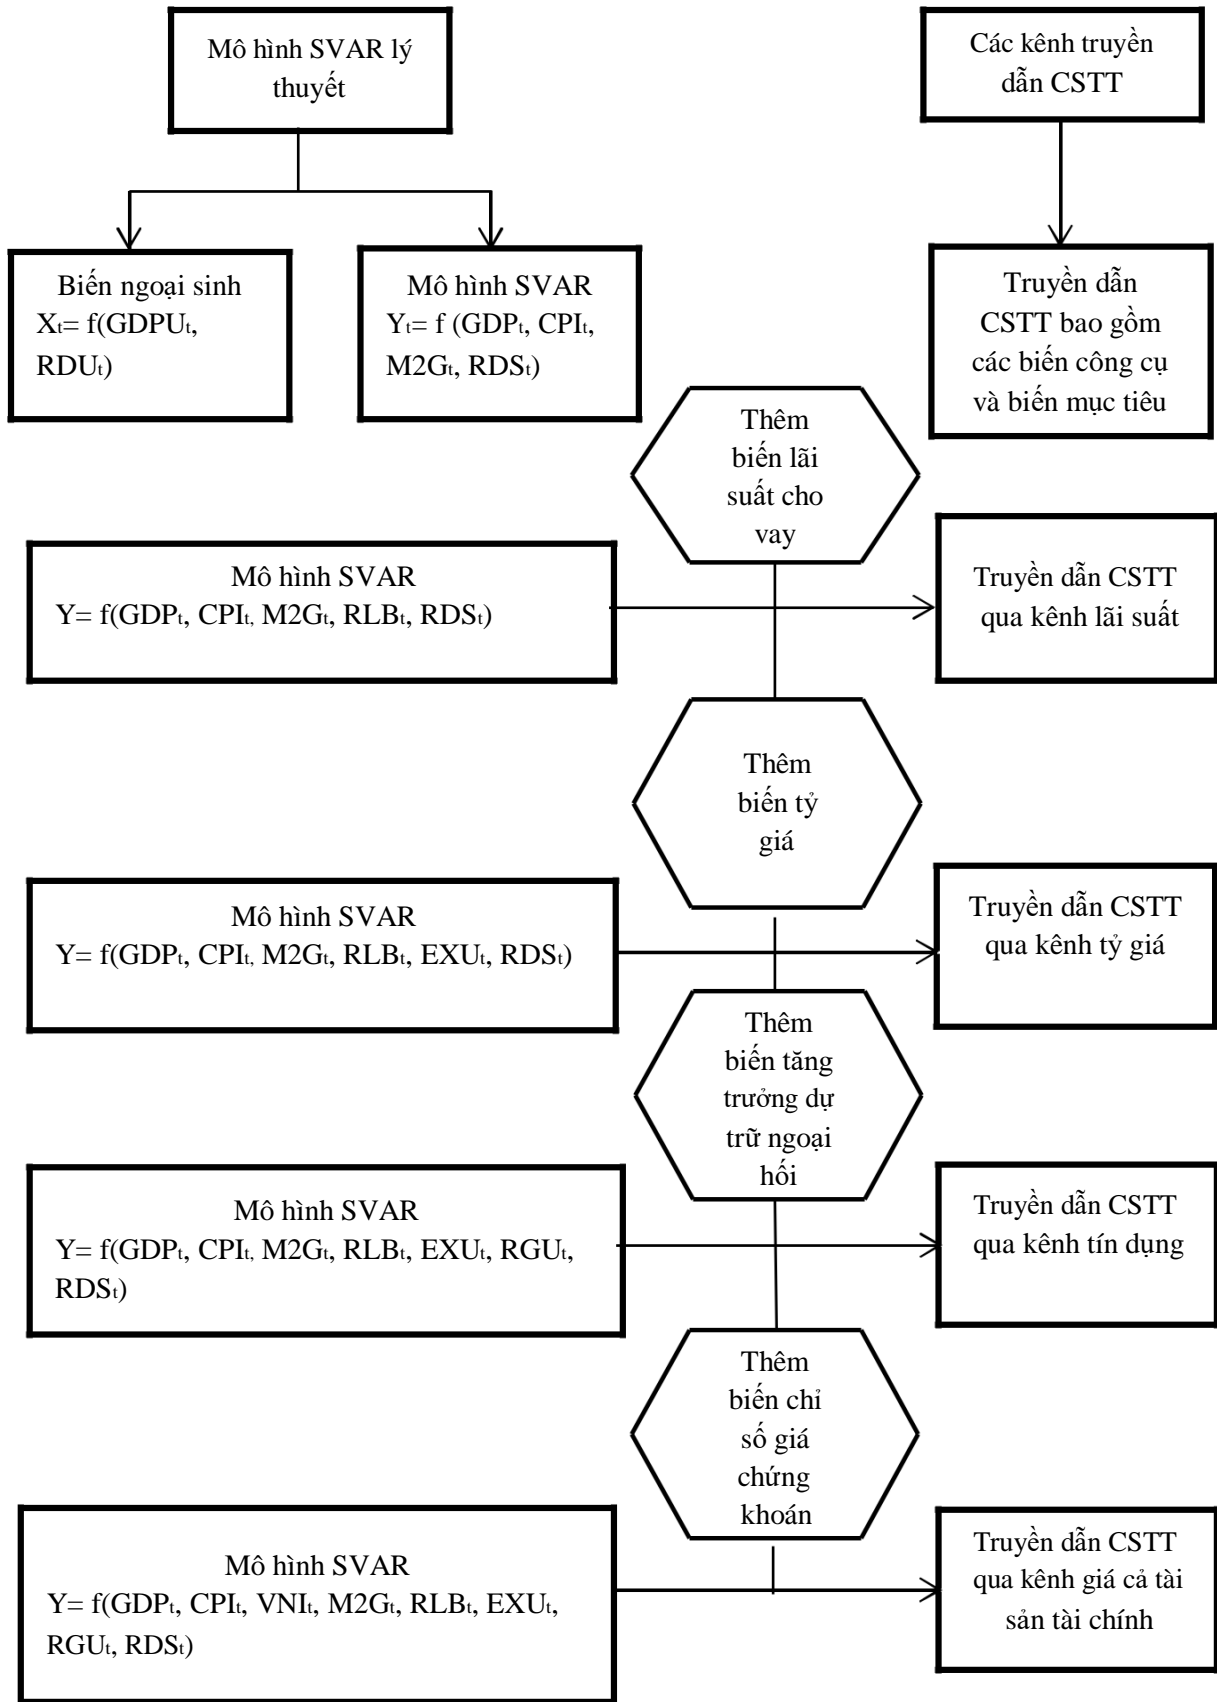 Mô hình SVAR lý
thuyết
Các kênh truyền
dẫn CSTT
Biến ngoại sinh
Xt= f(GDPUt,
RDUt)
Mô hình SVAR
Yt= f (GDPt, CPIt,
M2Gt, RDSt)
Truyền dẫn
CSTT bao gồm
các biến công cụ
và biến mục tiêu
Thêm
biến lãi
suất cho
vay
Mô hình SVAR
Y= f(GDPt, CPIt, M2Gt, RLBt, RDSt)
Truyền dẫn CSTT
qua kênh lãi suất
Thêm
biến tỷ
giá
Mô hình SVAR
Y= f(GDPt, CPIt, M2Gt, RLBt, EXUt, RDSt)
Truyền dẫn CSTT
qua kênh tỷ giá
Thêm
biến tăng
trưởng dự
trữ ngoại
hối
Mô hình SVAR
Y= f(GDPt, CPIt, M2Gt, RLBt, EXUt, RGUt,
RDSt)
Truyền dẫn CSTT
qua kênh tín dụng
Thêm
biến chỉ
số giá
chứng
khoán
Mô hình SVAR
Y= f(GDPt, CPIt, VNIt, M2Gt, RLBt, EXUt,
RGUt, RDSt)
Truyền dẫn CSTT
qua kênh giá cả tài
sản tài chính